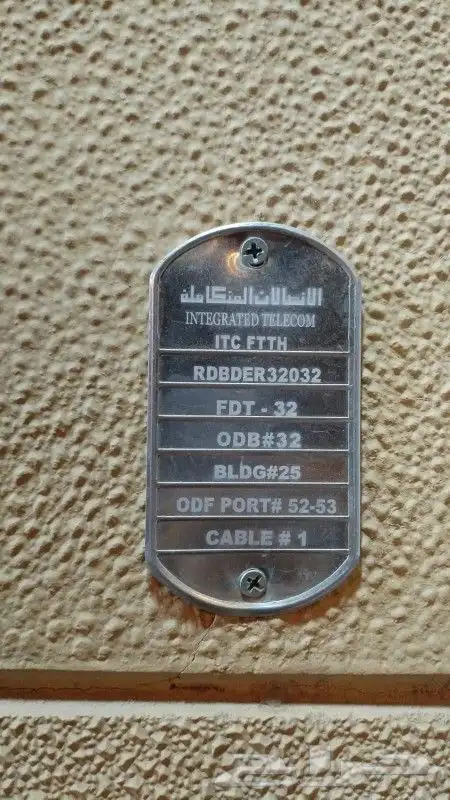 الاتصالات المتكاملة
INTEGRATED TELECOM
ITC FTTH
RDBDER32032
FDT - 32
ODB#32
BLDG#25
ODF PORT# 52-53
CABLE # 1